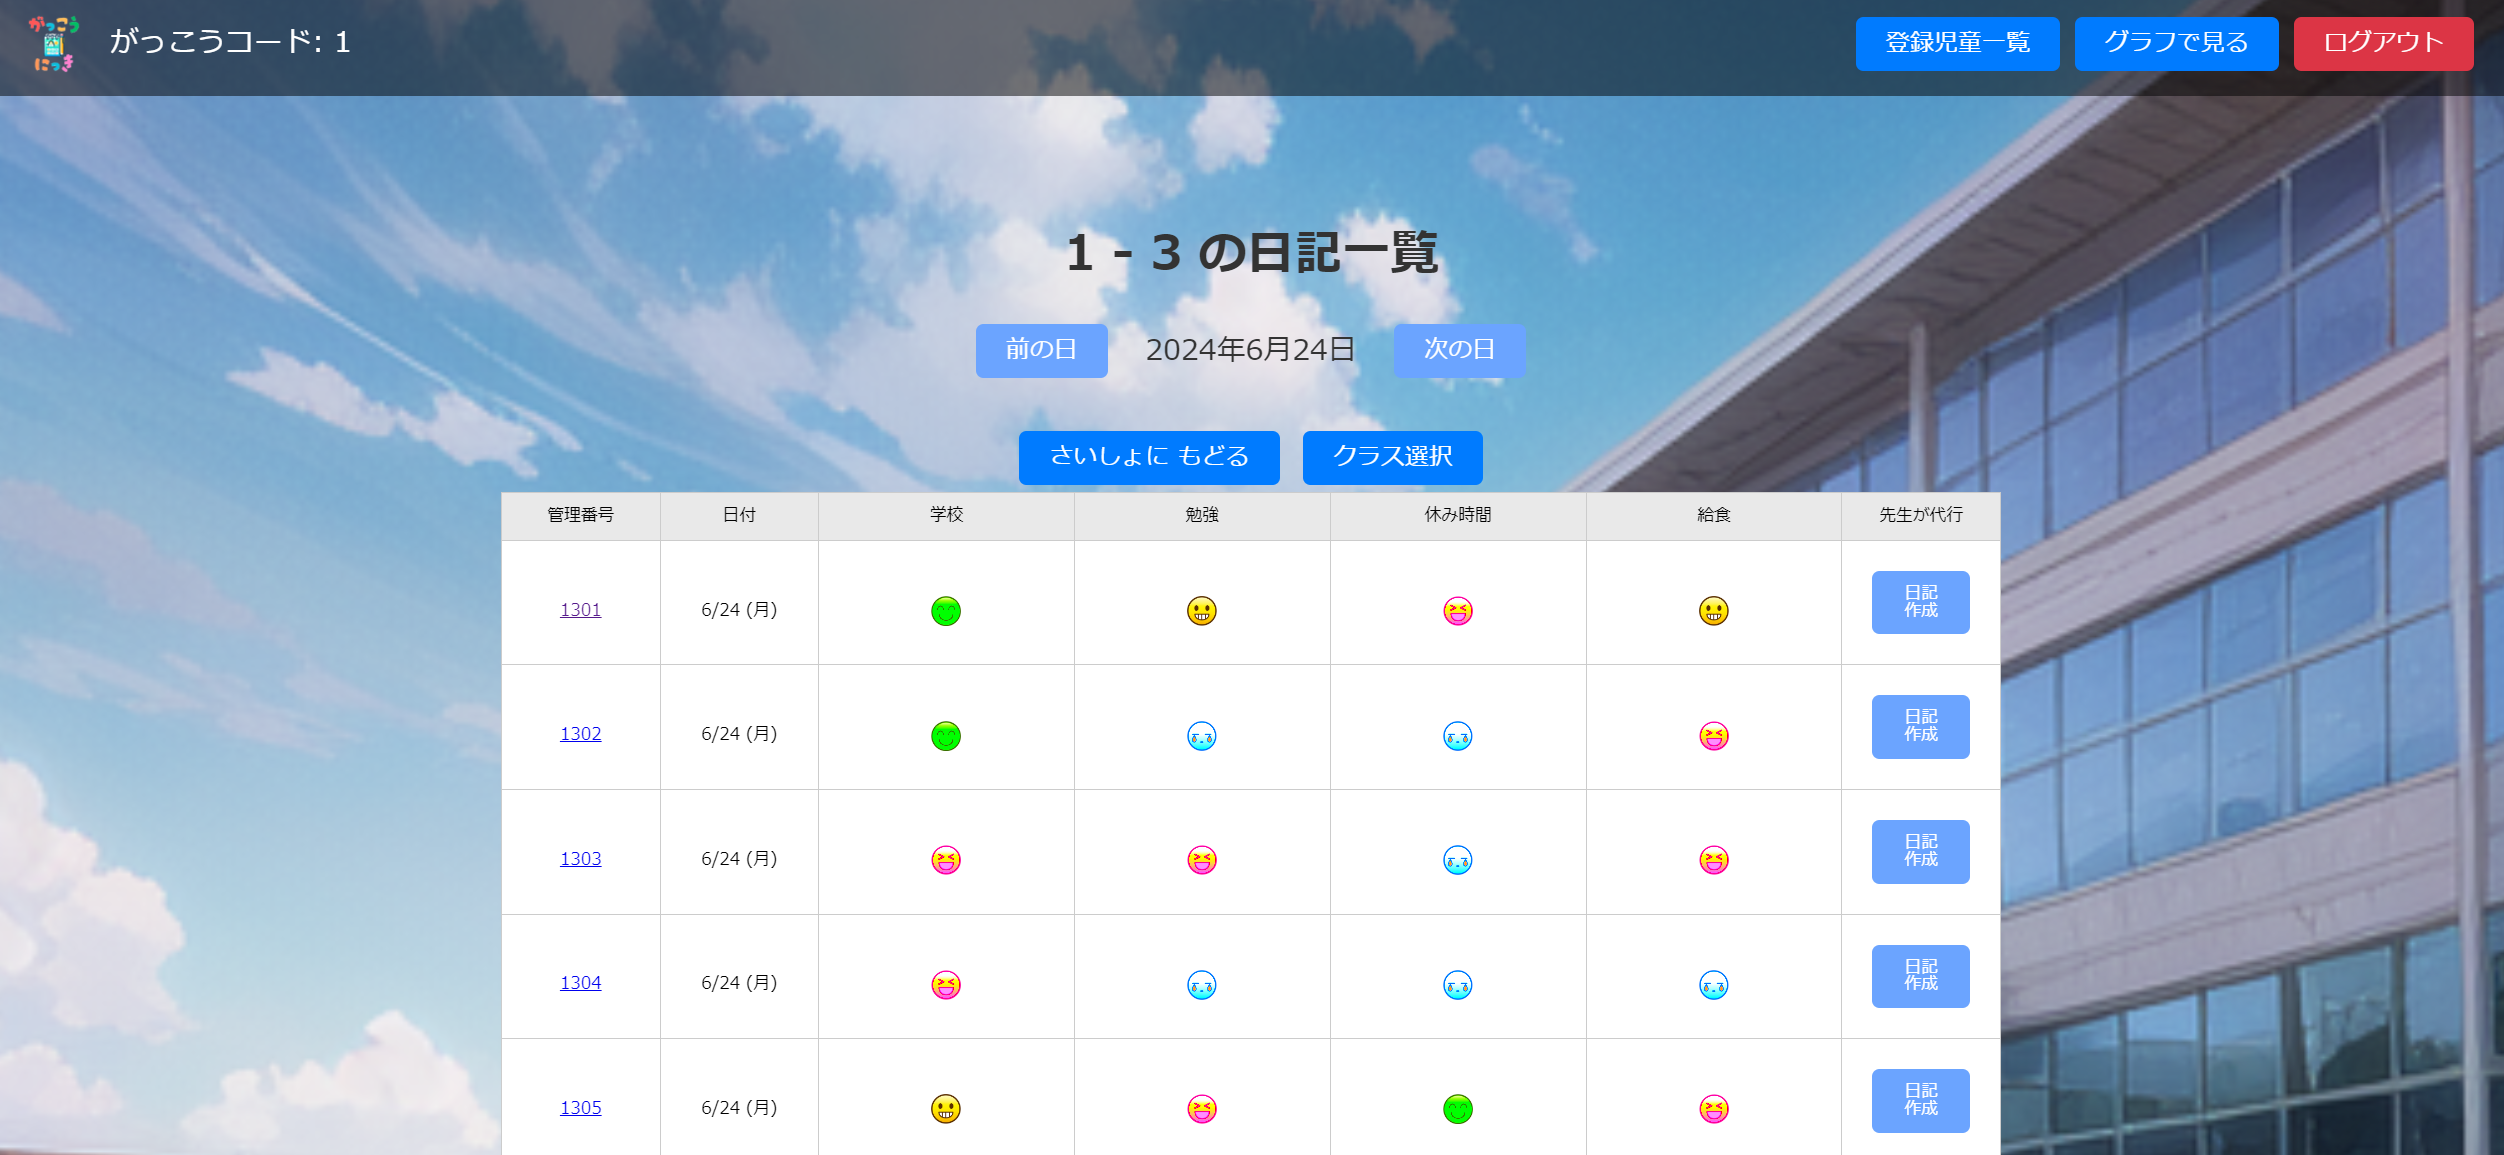 がっこう
にっき
がっこうコード: 1
登録児童一覧
グラフで見る
ログアウト
1 - 3 の日記一覧
前の日
2024年6月24日
次の日
さいしょに もどる
クラス選択
管理番号 日付 学校 勉強 休み時間 給食 先生が代行
1301 6/24 (月)
日記
作成
1302 6/24 (月)
日記
作成
1303 6/24 (月)
日記
作成
1304 6/24 (月)
日記
作成
1305 6/24 (月)
日記
作成